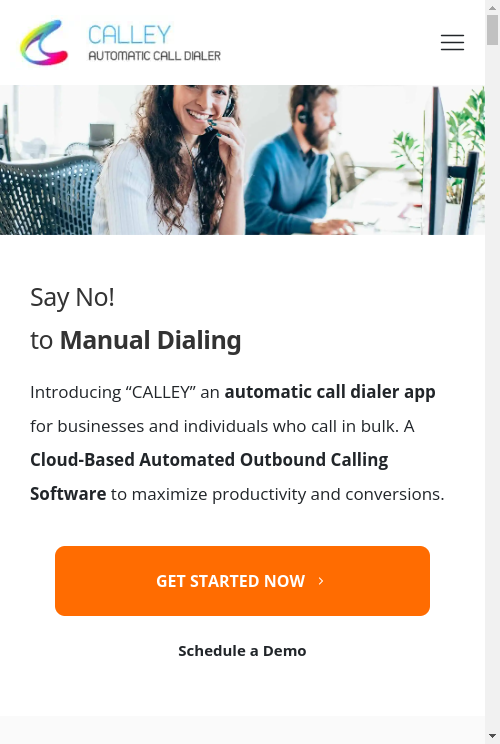 CALLEY
AUTOMATIC CALL DIALER
Say No!
to Manual Dialing
Introducing “CALLEY” an automatic call dialer app
for businesses and individuals who call in bulk. A
Cloud-Based Automated Outbound Calling
Software to maximize productivity and conversions.
GET STARTED NOW
Schedule a Demo